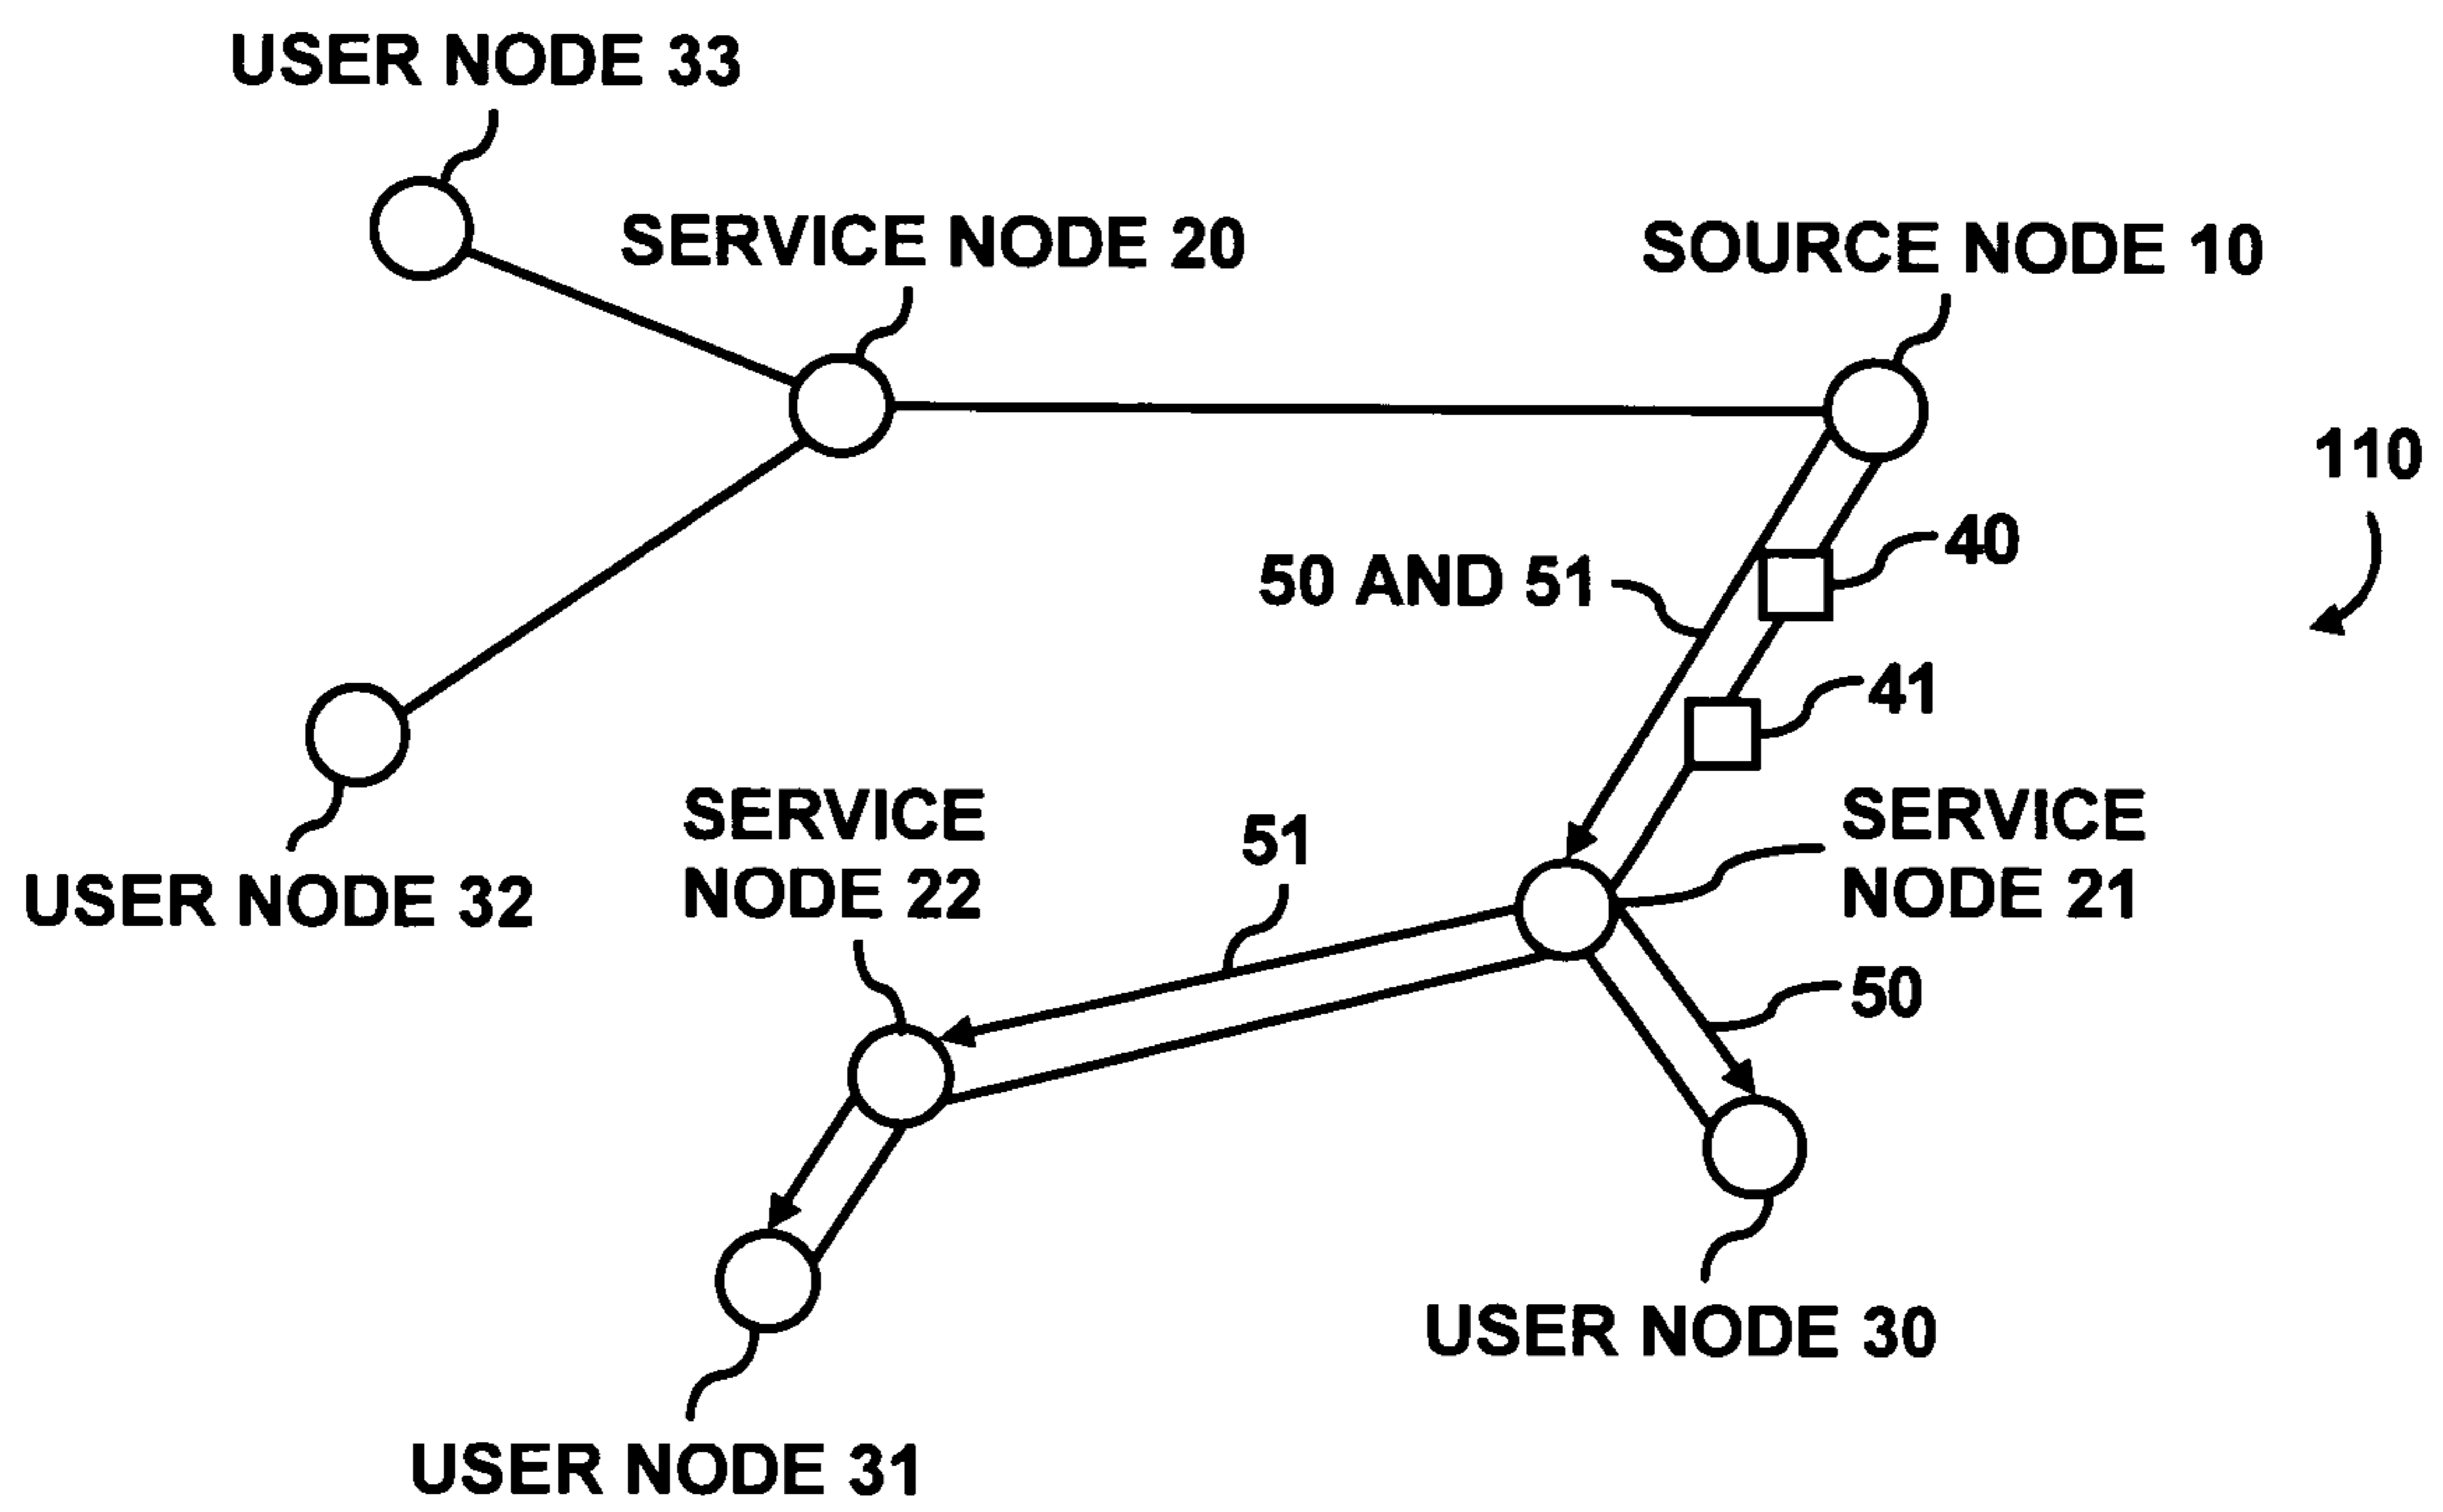 USER NODE 33
SERVICE NODE 20
SOURCE NODE 10
110
40
50 AND 51
41
SERVICE
NODE 22
51
SERVICE
NODE 21
USER NODE 32
50
USER NODE 30
USER NODE 31